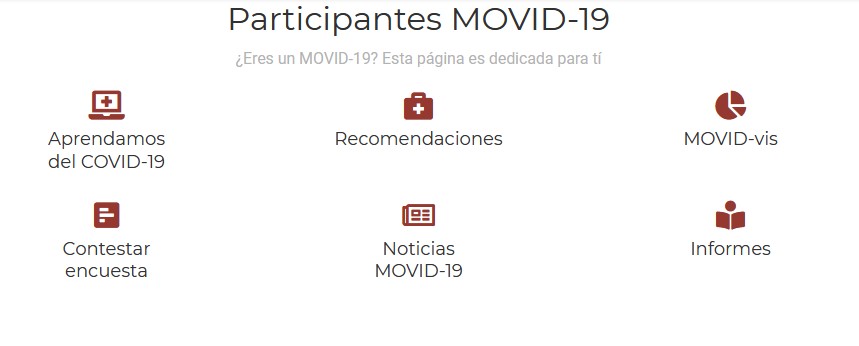 Participantes MOVID-19
¿Eres un MOVID-19? Esta página es dedicada para tí
Aprendamos
del COVID-19
Recomendaciones
MOVID-vis
Contestar
encuesta
Noticias
MOVID-19
Informes